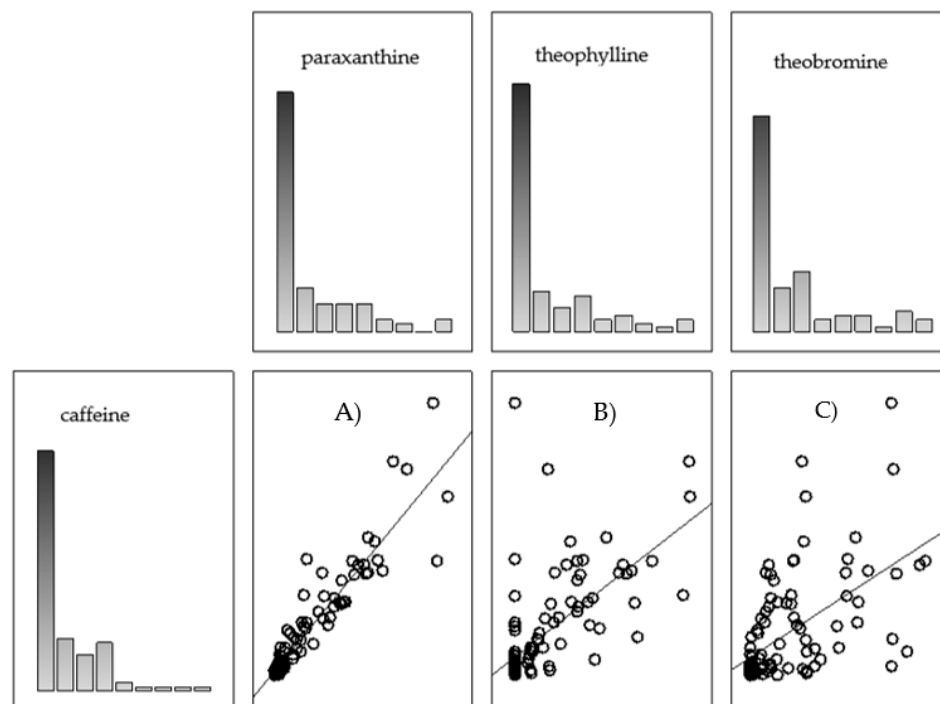 paraxanthine
theophylline
theobromine
caffeine
A)
B)
C)